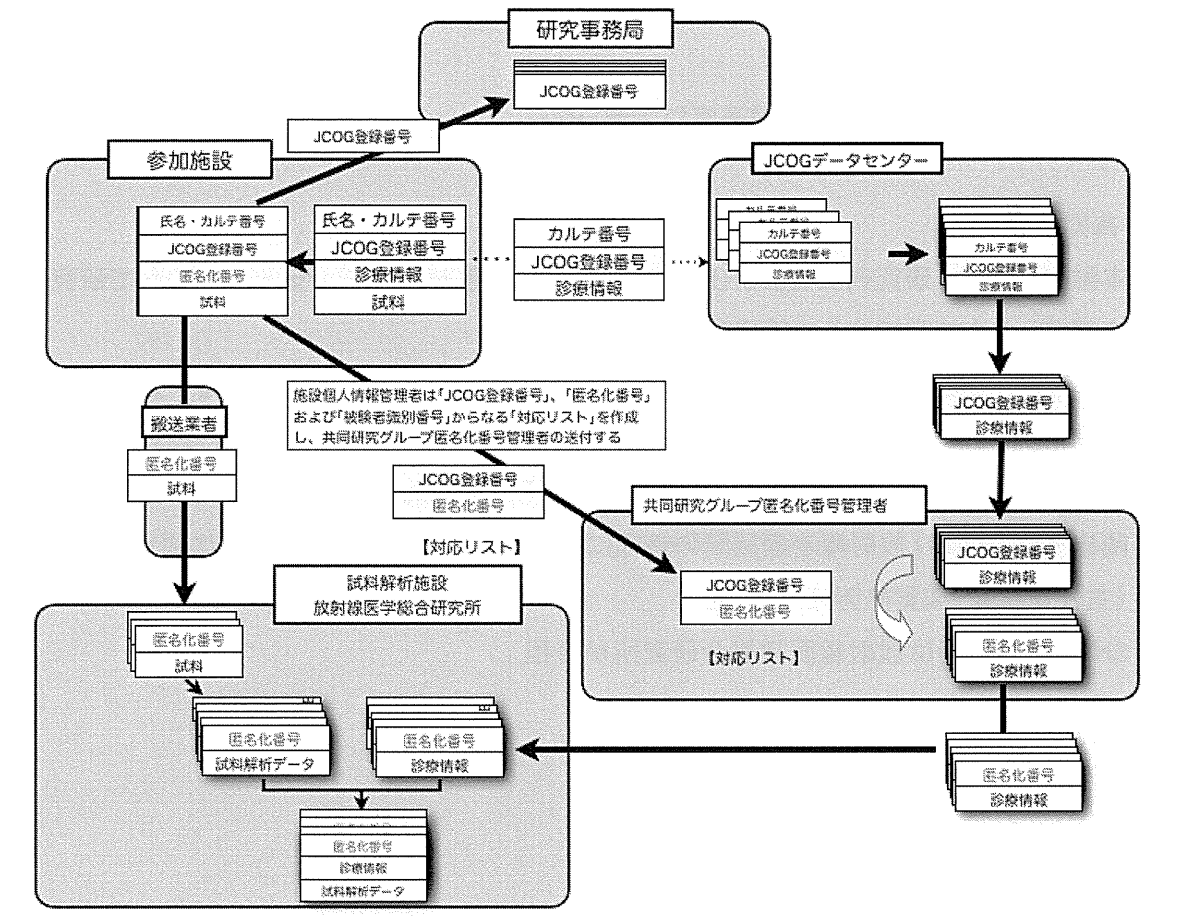 研究事務局
JCOG登録番号
JCOG登録番号
参加施設
氏名・カルテ番号
JCOG登録番号
匿名化番号
試料
氏名・カルテ番号
JCOG登録番号
診療情報
試料
カルテ番号
JCOG登録番号
診療情報
JCOGデータセンター
カルテ番号
JCOG登録番号
診療情報
カルテ番号
JCOG登録番号
診療情報
JCOG登録番号
診療情報
施設個人情報管理者は「JCOG登録番号」、「匿名化番号」
および「被験者識別番号」からなる「対応リスト」を作成
し、共同研究グループ匿名化番号管理者の送付する
搬送業者
匿名化番号
試料
JCOG登録番号
匿名化番号
【対応リスト】
共同研究グループ匿名化番号管理者
JCOG登録番号
匿名化番号
【対応リスト】
JCOG登録番号
診療情報
匿名化番号
診療情報
匿名化番号
診療情報
試料解析施設
放射線医学総合研究所
匿名化番号
試料
匿名化番号
試料解析データ
匿名化番号
診療情報
匿名化番号
診療情報
試料解析データ